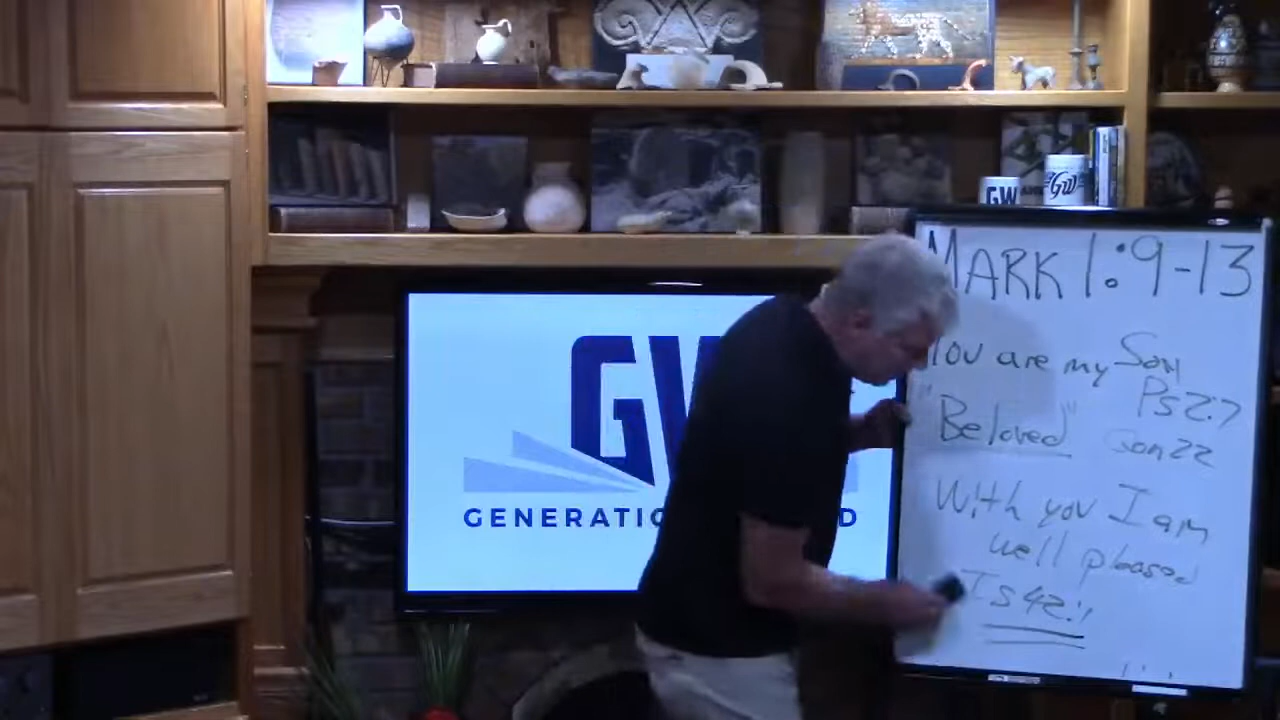 GW
GW
MARK 1:9-13
You are my Son
Ps 2:7
"Beloved"
Gen 22
With you I am
well pleased
Is 42:1
GW